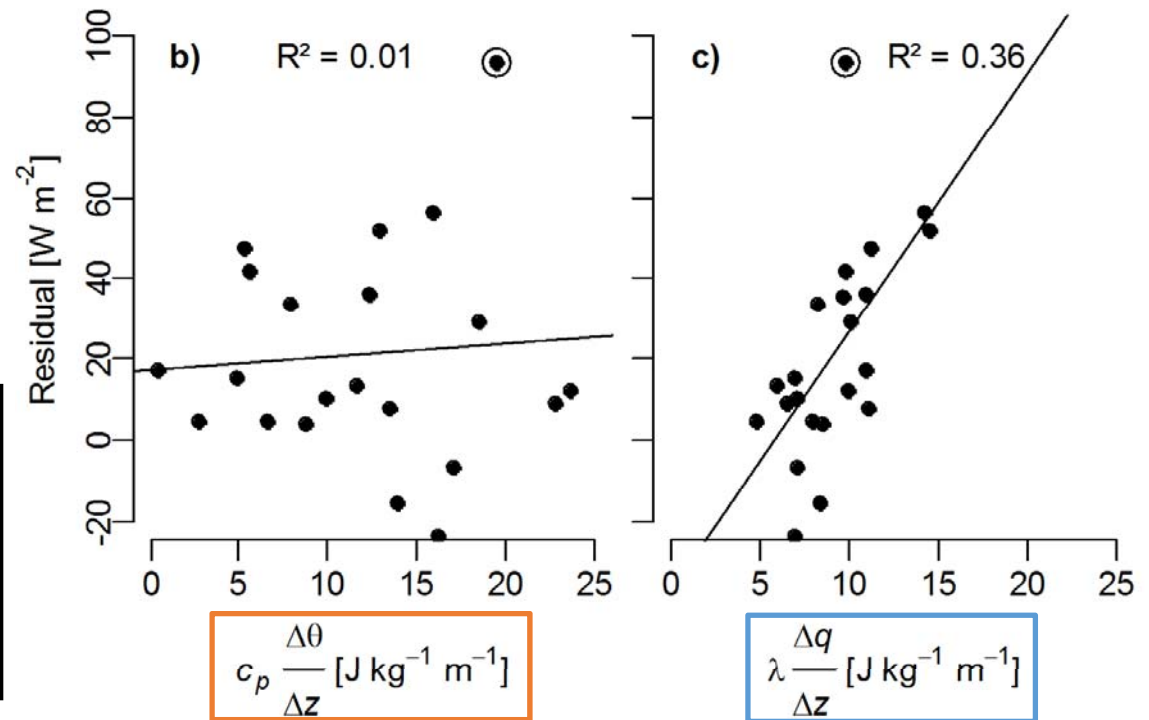 b) R² = 0.01
c) R² = 0.36
Residual [W m⁻²]
100
80
60
40
20
0
-20
0 5 10 15 20 25
0 5 10 15 20 25
cₚ Δθ/Δz [J kg⁻¹ m⁻¹]
λ Δq/Δz [J kg⁻¹ m⁻¹]